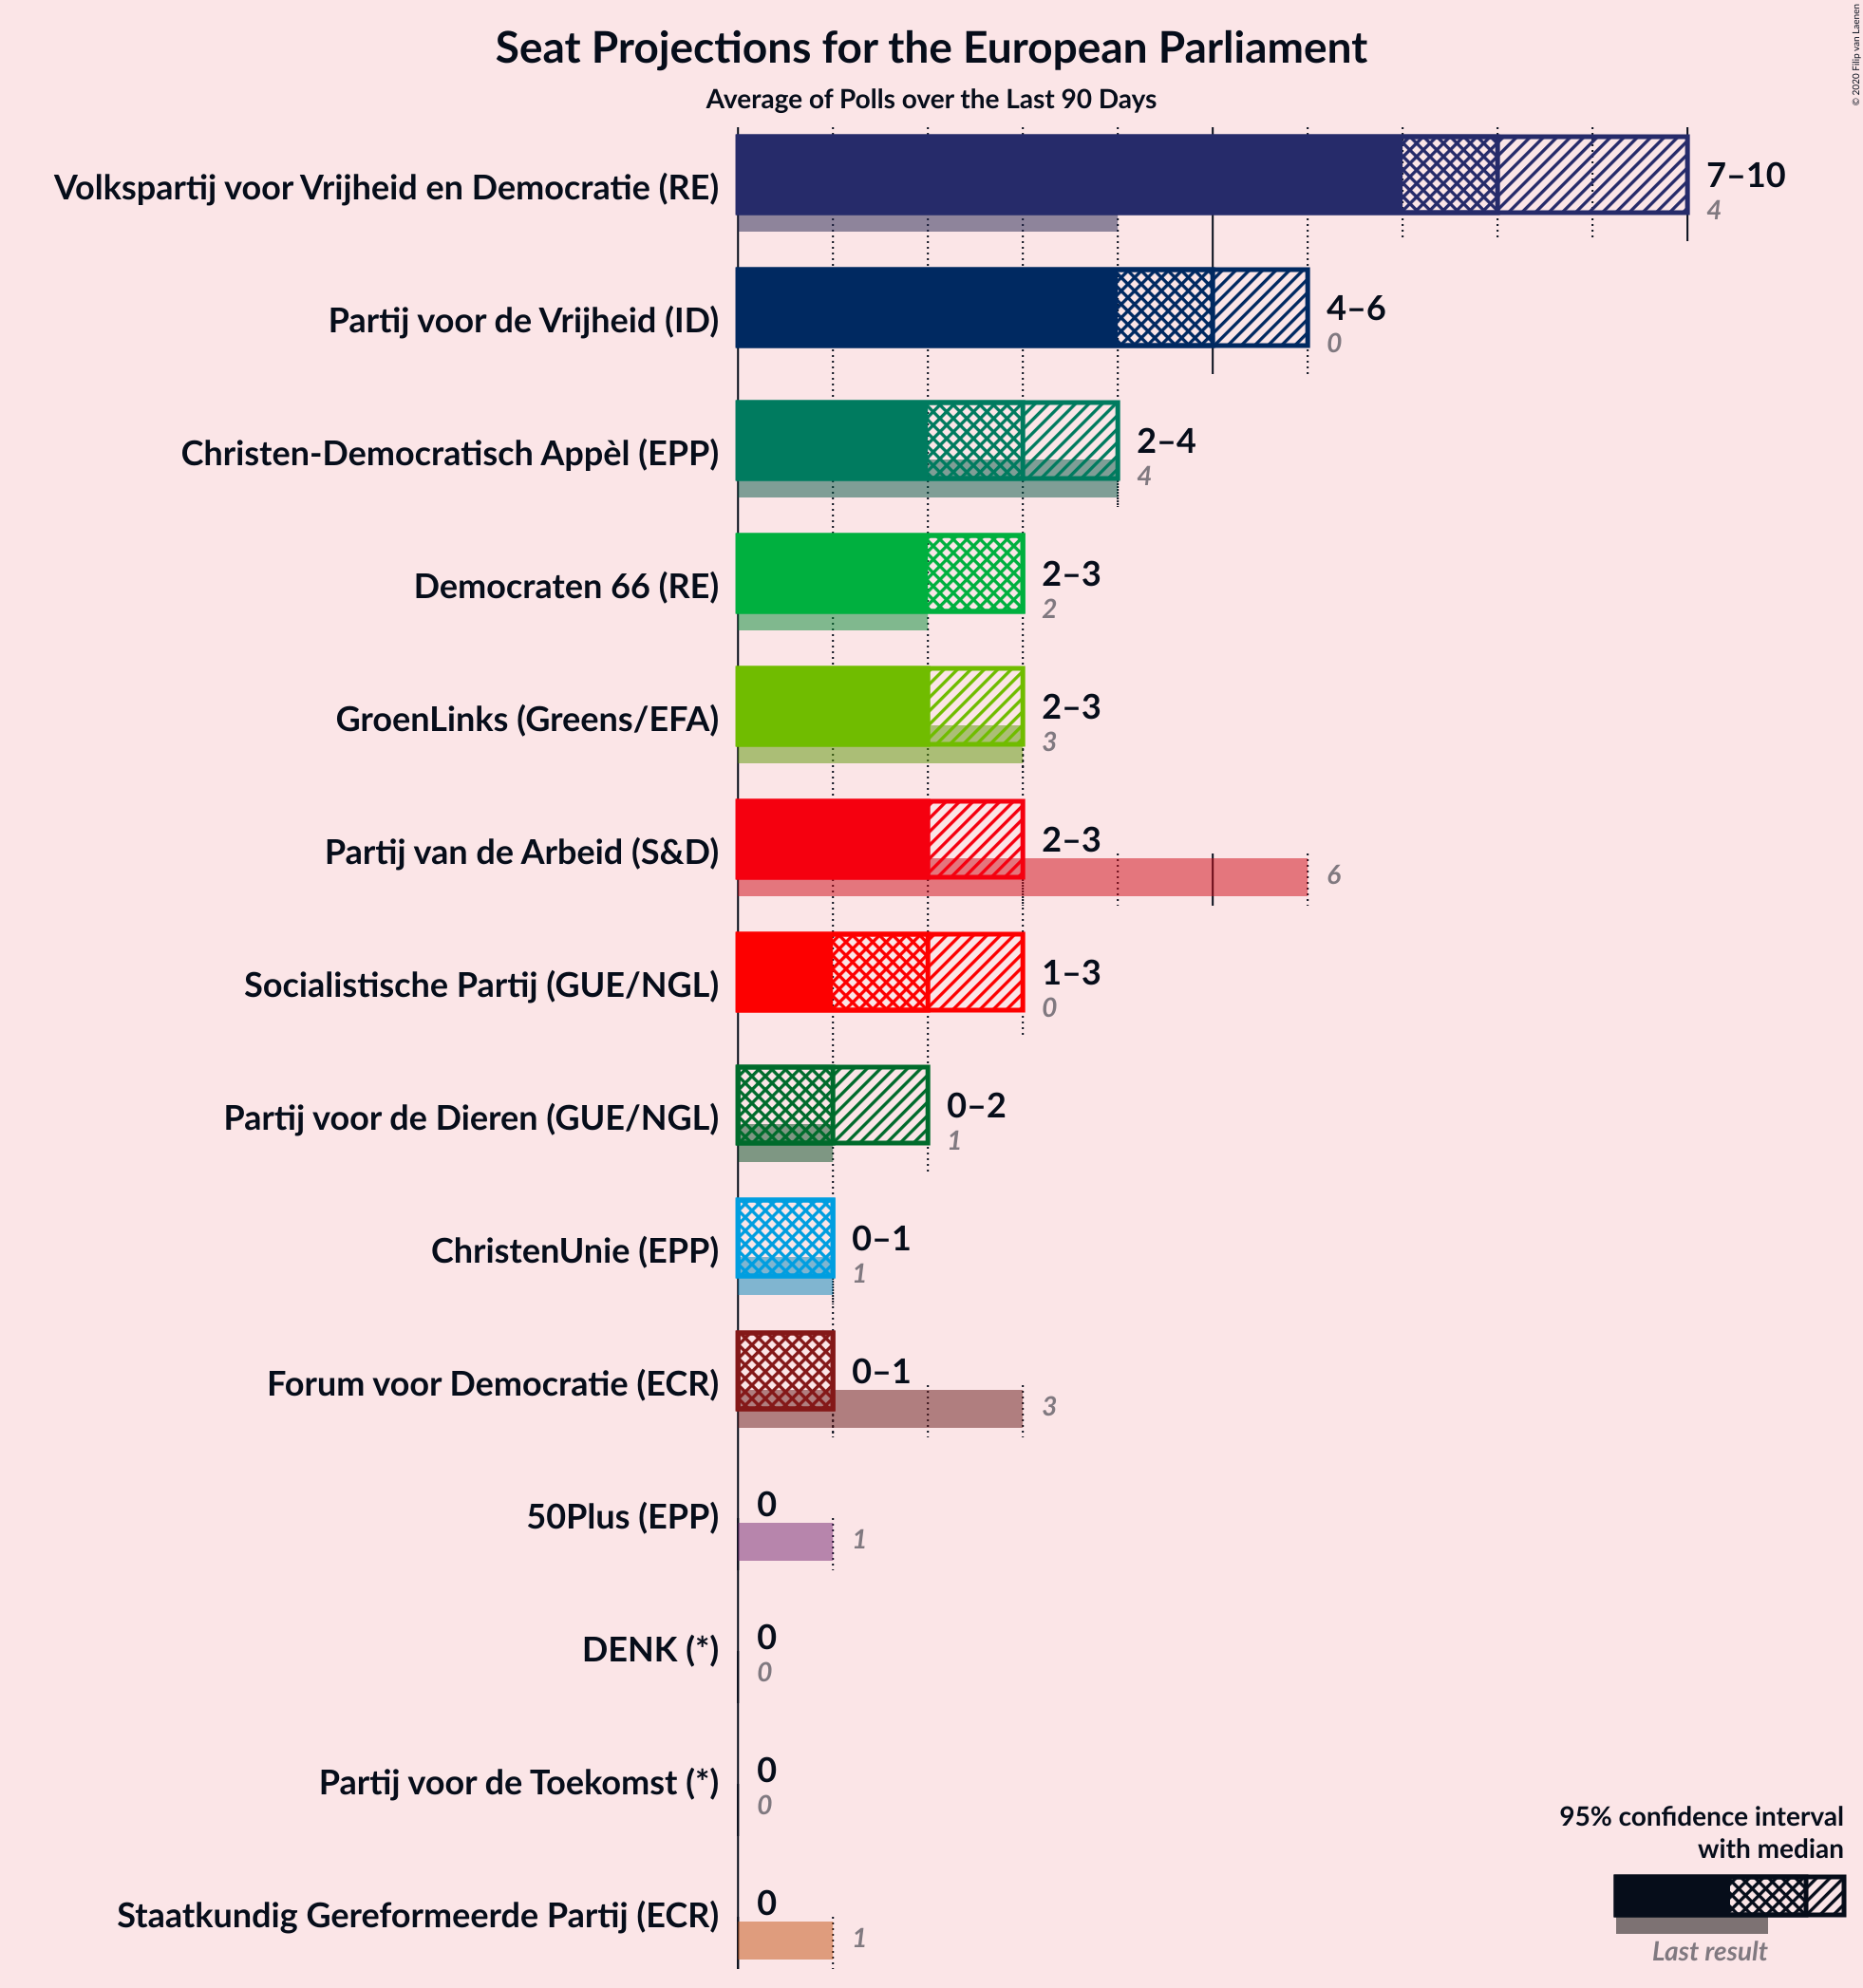 Seat Projections for the European Parliament
Average of Polls over the Last 90 Days
© 2020 Filip van Laenen
Volkspartij voor Vrijheid en Democratie (RE)
7–10
4
Partij voor de Vrijheid (ID)
4–6
0
Christen-Democratisch Appèl (EPP)
2–4
4
Democraten 66 (RE)
2–3
2
GroenLinks (Greens/EFA)
2–3
3
Partij van de Arbeid (S&D)
2–3
6
Socialistische Partij (GUE/NGL)
1–3
0
Partij voor de Dieren (GUE/NGL)
0–2
1
ChristenUnie (EPP)
0–1
1
Forum voor Democratie (ECR)
0–1
3
50Plus (EPP)
0
1
DENK (*)
0
0
Partij voor de Toekomst (*)
0
0
Staatkundig Gereformeerde Partij (ECR)
0
1
95% confidence interval
with median
Last result